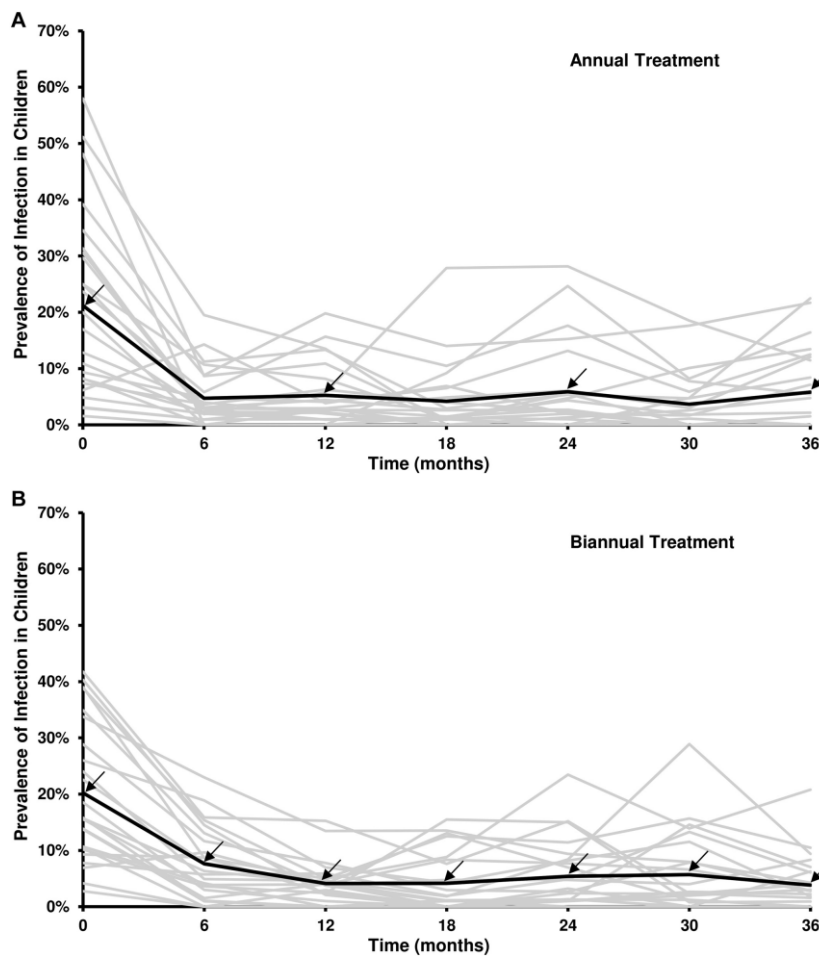 A
70%
Annual Treatment
60%
50%
40%
30%
20%
10%
0%
Prevalence of Infection in Children
0 6 12 18 24 30 36
Time (months)
B
70%
Biannual Treatment
60%
50%
40%
30%
20%
10%
0%
Prevalence of Infection in Children
0 6 12 18 24 30 36
Time (months)